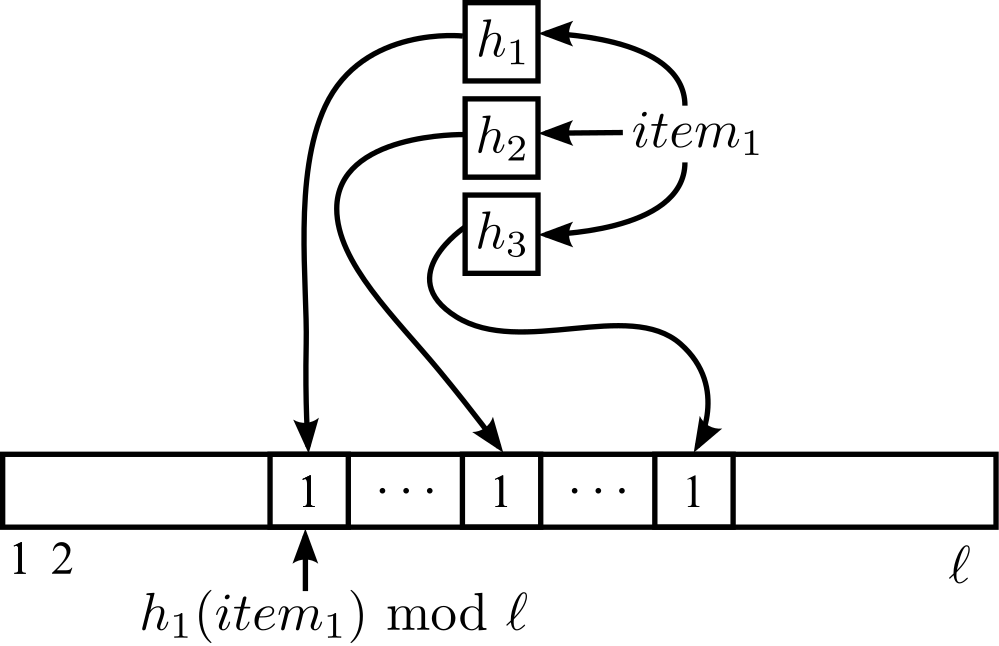 h₁
h₂ item₁
h₃
1 ··· 1 ··· 1
1 2 ℓ
h₁(item₁) mod ℓ